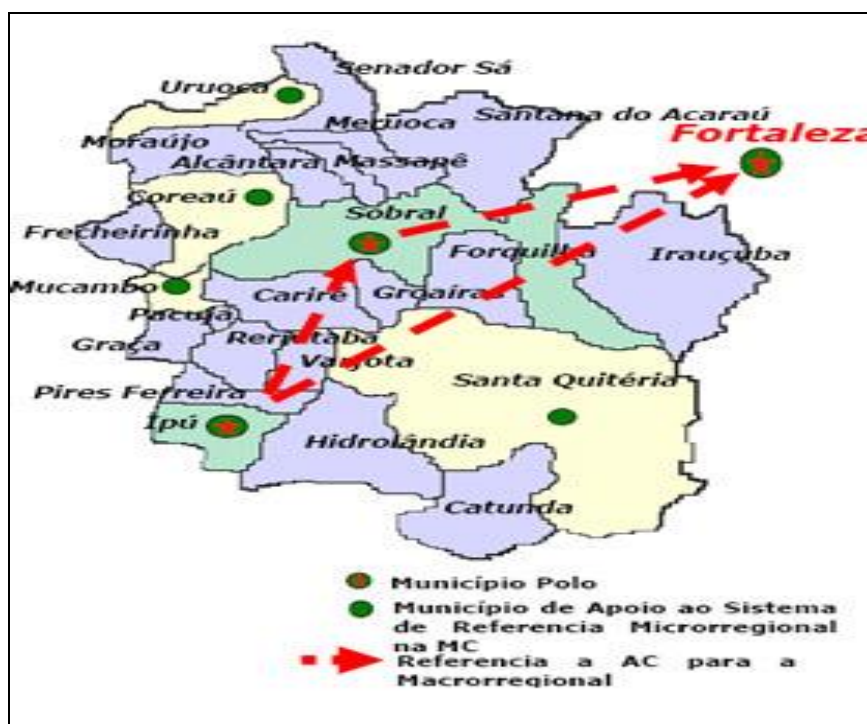 Senador Sá
Uruoca
Meruoca
Santana do Acaraú
Fortaleza
Moraújo
Alcântara
Massapê
Coreaú
Sobral
Frecheirinha
Forquilha
Irauçuba
Mucambo
Cariré
Groaíras
Pacujá
Graça
Reriutaba
Varjota
Pires Ferreira
Santa Quitéria
Ipú
Hidrolândia
Catunda
Município Polo
Município de Apoio ao Sistema
de Referencia Microrregional
na MC
Referencia a AC para a
Macrorregional